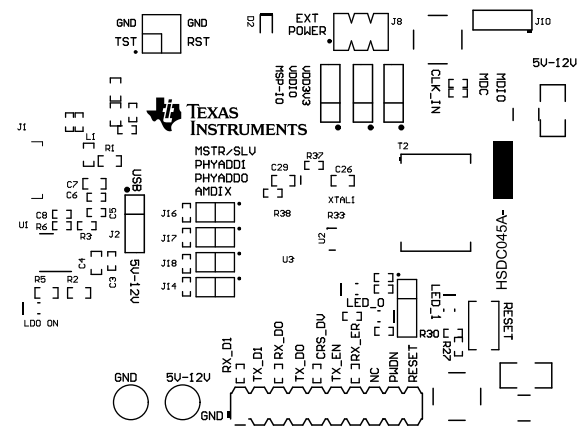 GND GND
TST RST
D2
EXT
POWER
J8
J10
5V-12V
MSP-IO
VDDIO
VDD3V3
CLK_IN
MDC
MDIO
TEXAS
INSTRUMENTS
J1
L1
R1
MSTR/SLV
PHYADD1
PHYADD0
AMDIX
R37
C29
C26
T2
XTAL1
C7
C6
USB
C8
C5
U1
R6
R3
J2
J16
R38
R33
J17
U2
HSDC045A-
J18
U3
C4
C3
5V-12V
J14
R5
R2
LED_0
LED_1
LDO ON
RESET
R30
R27
RX_D1
TX_D1
RX_D0
TX_D0
CRS_DV
TX_EN
RX_ER
NC
PWDN
RESET
GND
5V-12V
GND